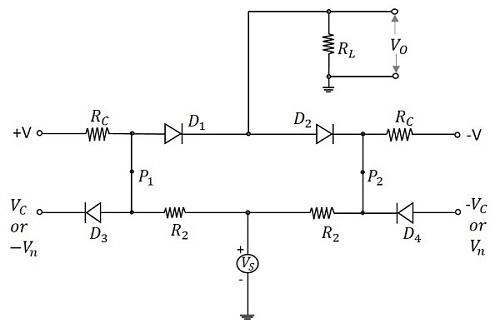 R_L
V_O
R_C
D_1
D_2
R_C
+V
-V
P_1
P_2
V_C
or
−V_n
D_3
R_2
R_2
D_4
-V_C
or
V_n
+
V_S
-